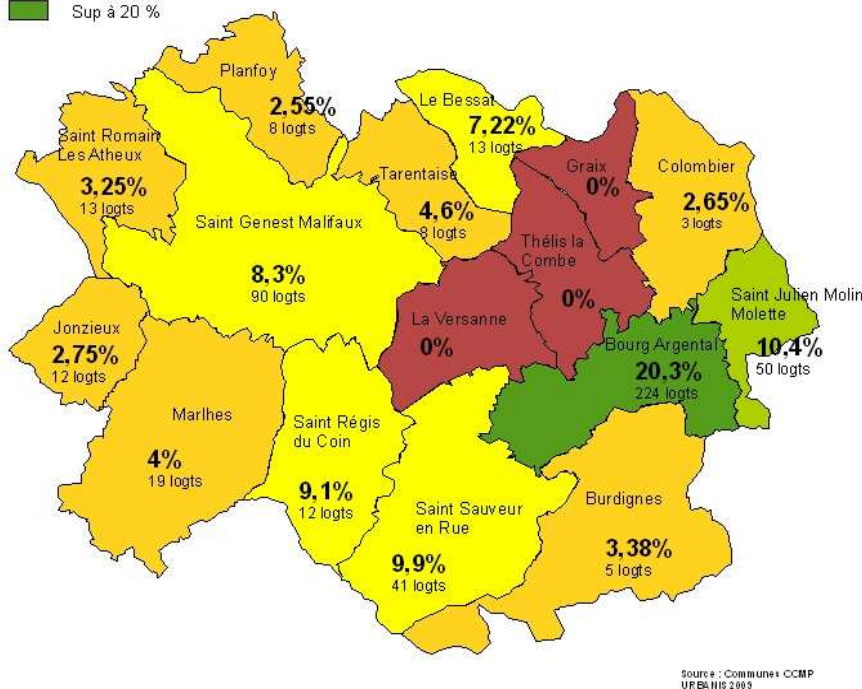 Sup à 20 %
Planfoy
2,55%
8 logts
Le Bessat
7,22%
13 logts
Saint Romain
Les Atheux
3,25%
13 logts
Tarentaise
4,6%
8 logts
Graix
0%
Colombier
2,65%
3 logts
Saint Genest Malifaux
8,3%
90 logts
Thélis la
Combe
0%
La Versanne
0%
Saint Julien Molin
Molette
10,4%
50 logts
Jonzieux
2,75%
12 logts
Bourg Argental
20,3%
224 logts
Marlhes
4%
19 logts
Saint Régis
du Coin
9,1%
12 logts
Saint Sauveur
en Rue
9,9%
41 logts
Burdignes
3,38%
5 logts
Source : Communes CCMP
URBANIS 2009